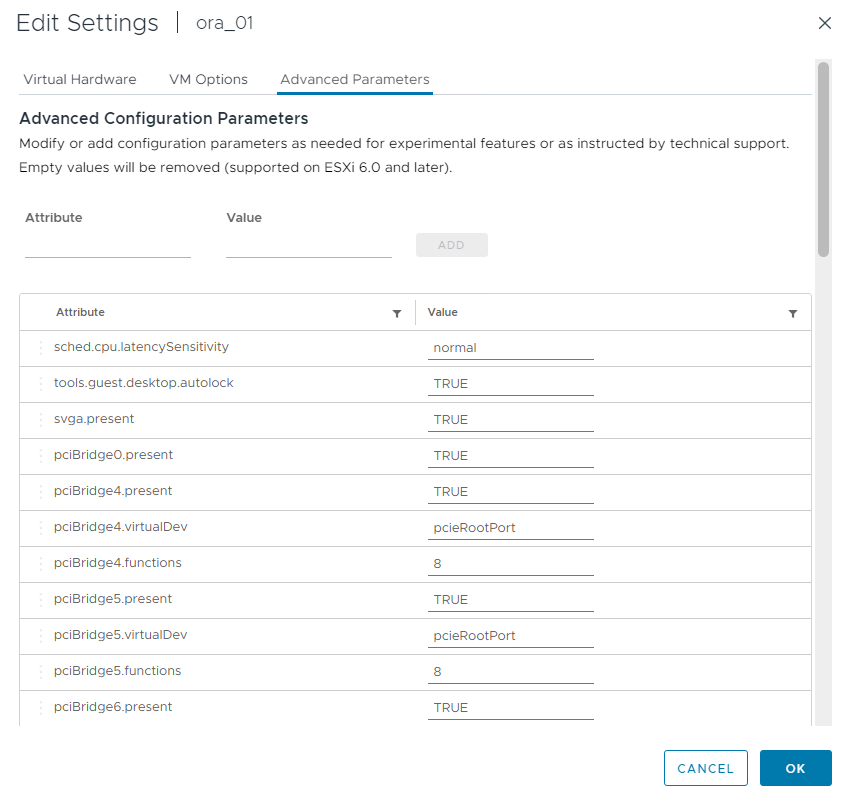 Edit Settings | ora_01
Virtual Hardware VM Options Advanced Parameters
Advanced Configuration Parameters
Modify or add configuration parameters as needed for experimental features or as instructed by technical support.
Empty values will be removed (supported on ESXi 6.0 and later).
Attribute Value
ADD
Attribute Value
sched.cpu.latencySensitivity normal
tools.guest.desktop.autolock TRUE
svga.present TRUE
pciBridge0.present TRUE
pciBridge4.present TRUE
pciBridge4.virtualDev pcieRootPort
pciBridge4.functions 8
pciBridge5.present TRUE
pciBridge5.virtualDev pcieRootPort
pciBridge5.functions 8
pciBridge6.present TRUE
CANCEL OK